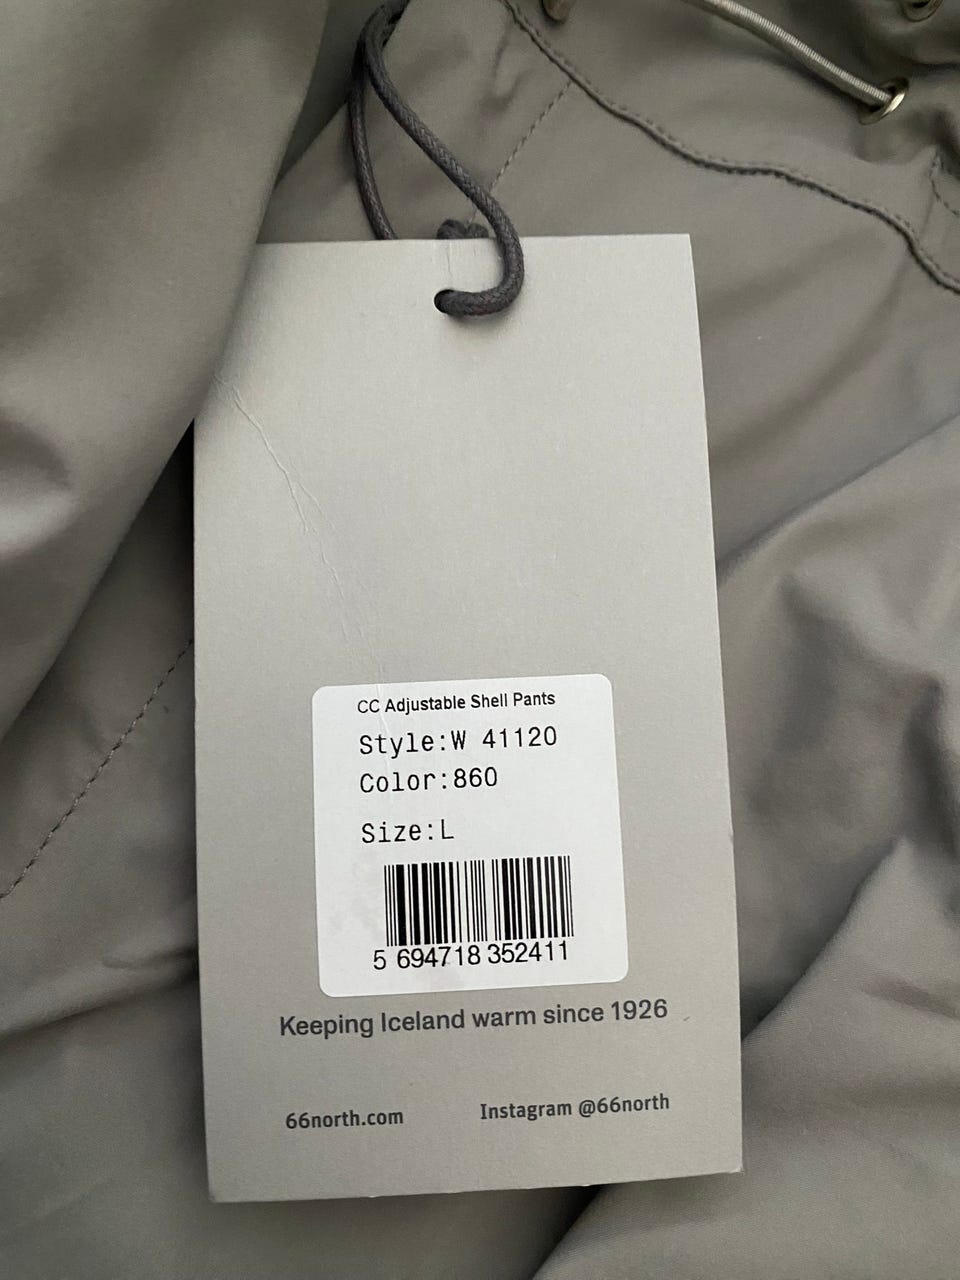 CC Adjustable Shell Pants
Style:W 41120
Color:860
Size:L
5 694718 352411
Keeping Iceland warm since 1926
66north.com Instagram @66north